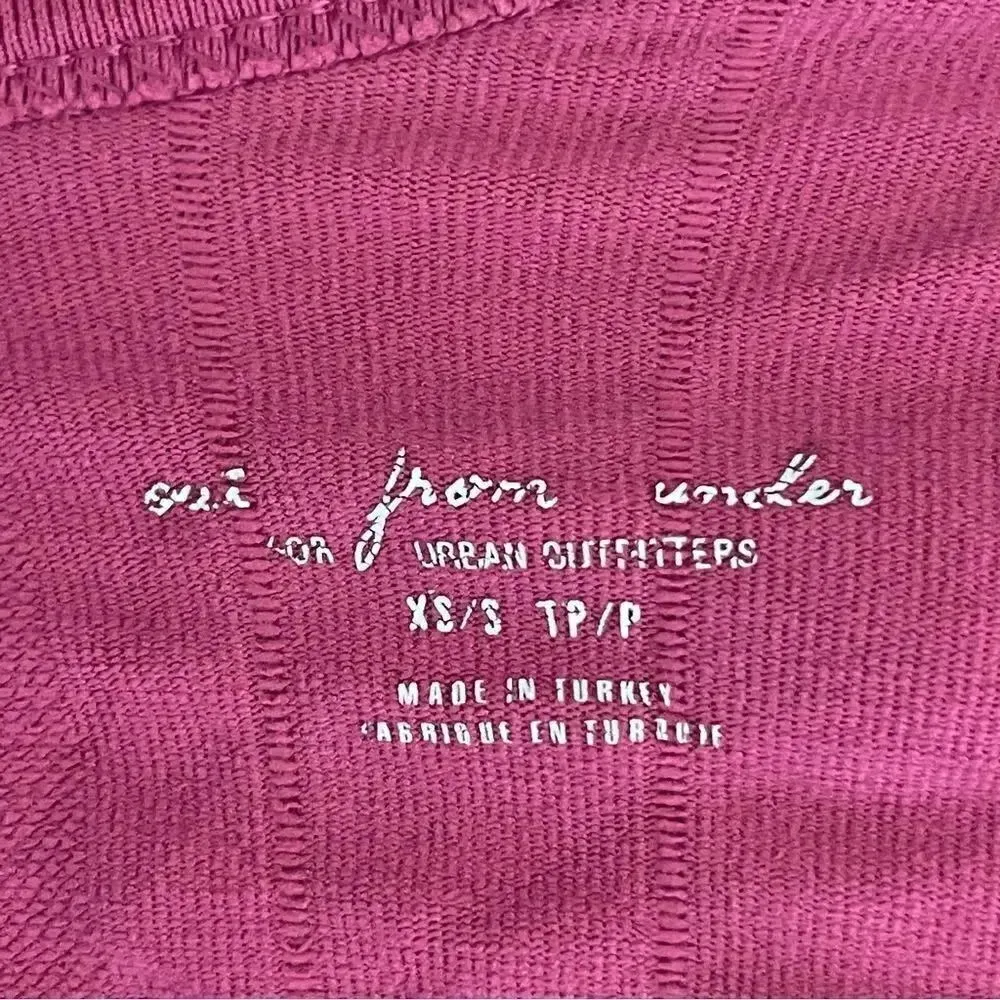 out from under
FOR URBAN OUTFITTERS
XS/S TP/P
MADE IN TURKEY
FABRIQUE EN TURQUIE